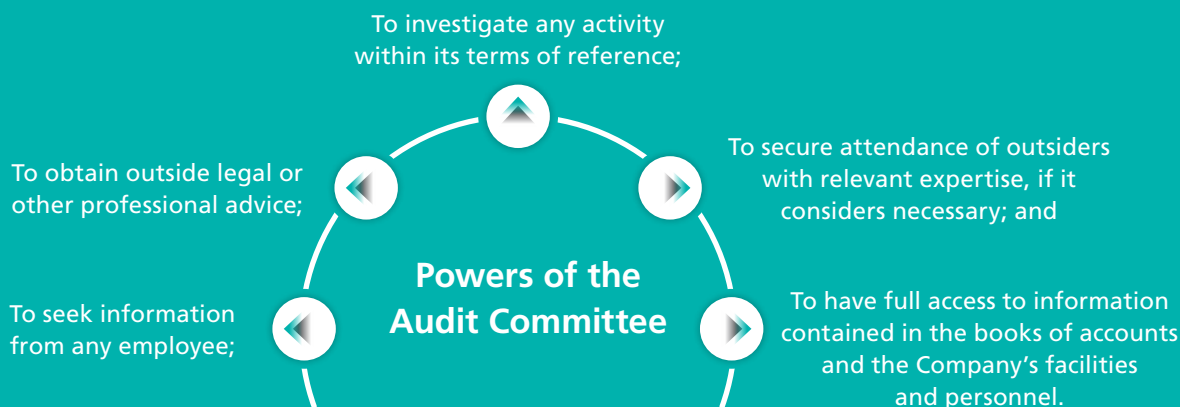 To investigate any activity
within its terms of reference;
To obtain outside legal or
other professional advice;
To secure attendance of outsiders
with relevant expertise, if it
considers necessary; and
Powers of the
Audit Committee
To seek information
from any employee;
To have full access to information
contained in the books of accounts
and the Company’s facilities
and personnel.